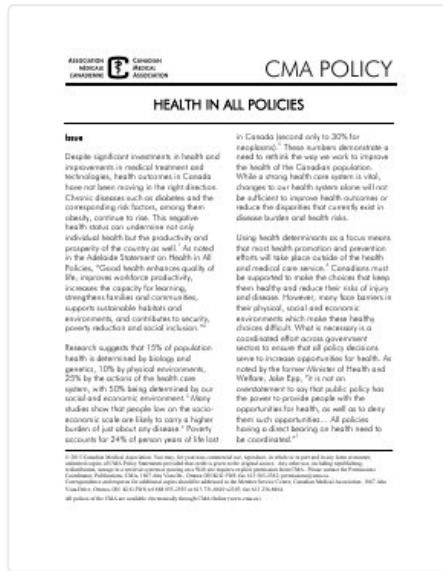 ASSOCIATION
MÉDICALE
CANADIENNE
CANADIAN
MEDICAL
ASSOCIATION
CMA POLICY
HEALTH IN ALL POLICIES
Issue
Despite significant investments in health and
improvements in medical treatment and
technologies, health outcomes in Canada
have not been moving in the right direction.
Chronic diseases such as diabetes and the
corresponding risk factors, among them
obesity, continue to rise. This negative
health status can undermine not only
individual health but the productivity and
prosperity of the country as well. As noted
in the Adelaide Statement on Health in All
Policies, "Good health enhances quality of
life, improves workforce productivity,
increases the capacity for learning,
strengthens families and communities,
supports sustainable habitats and
environments, and contributes to security,
poverty reduction and social inclusion."
Research suggests that 15% of population
health is determined by biology and
genetics, 10% by physical environments,
25% by the actions of the health care
system, with 50% being determined by our
social and economic environment. Many
studies show that people low on the socio-
economic scale are likely to carry a higher
burden of just about any disease. Poverty
accounts for 24% of person years of life lost
in Canada (second only to 30% for
neoplasms). These numbers demonstrate a
need to rethink the way we work to improve
the health of the Canadian population.
While a strong health care system is vital,
changes to our health system alone will not
be sufficient to improve health outcomes or
reduce the disparities that currently exist in
disease burden and health risks.
Using health determinants as a focus means
that most health promotion and prevention
efforts will take place outside of the health
and medical care service. Canadians must
be supported to make the choices that keep
them healthy and reduce their risks of injury
and disease. However, many face barriers in
their physical, social and economic
environments which make these healthy
choices difficult. What is necessary is a
coordinated effort across government
sectors to ensure that all policy decisions
serve to increase opportunities for health. As
noted by the former Minister of Health and
Welfare, Jake Epp, "it is not an
overstatement to say that public policy has
the power to provide people with the
opportunities for health, as well as to deny
them such opportunities... All policies
having a direct bearing on health need to
be coordinated."